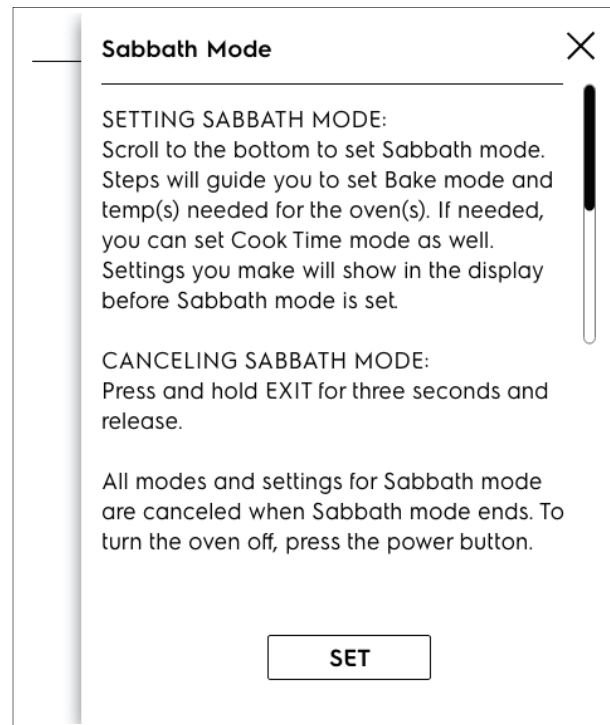 Sabbath Mode
SETTING SABBATH MODE:
Scroll to the bottom to set Sabbath mode.
Steps will guide you to set Bake mode and
temp(s) needed for the oven(s). If needed,
you can set Cook Time mode as well.
Settings you make will show in the display
before Sabbath mode is set.
CANCELING SABBATH MODE:
Press and hold EXIT for three seconds and
release.
All modes and settings for Sabbath mode
are canceled when Sabbath mode ends. To
turn the oven off, press the power button.
SET